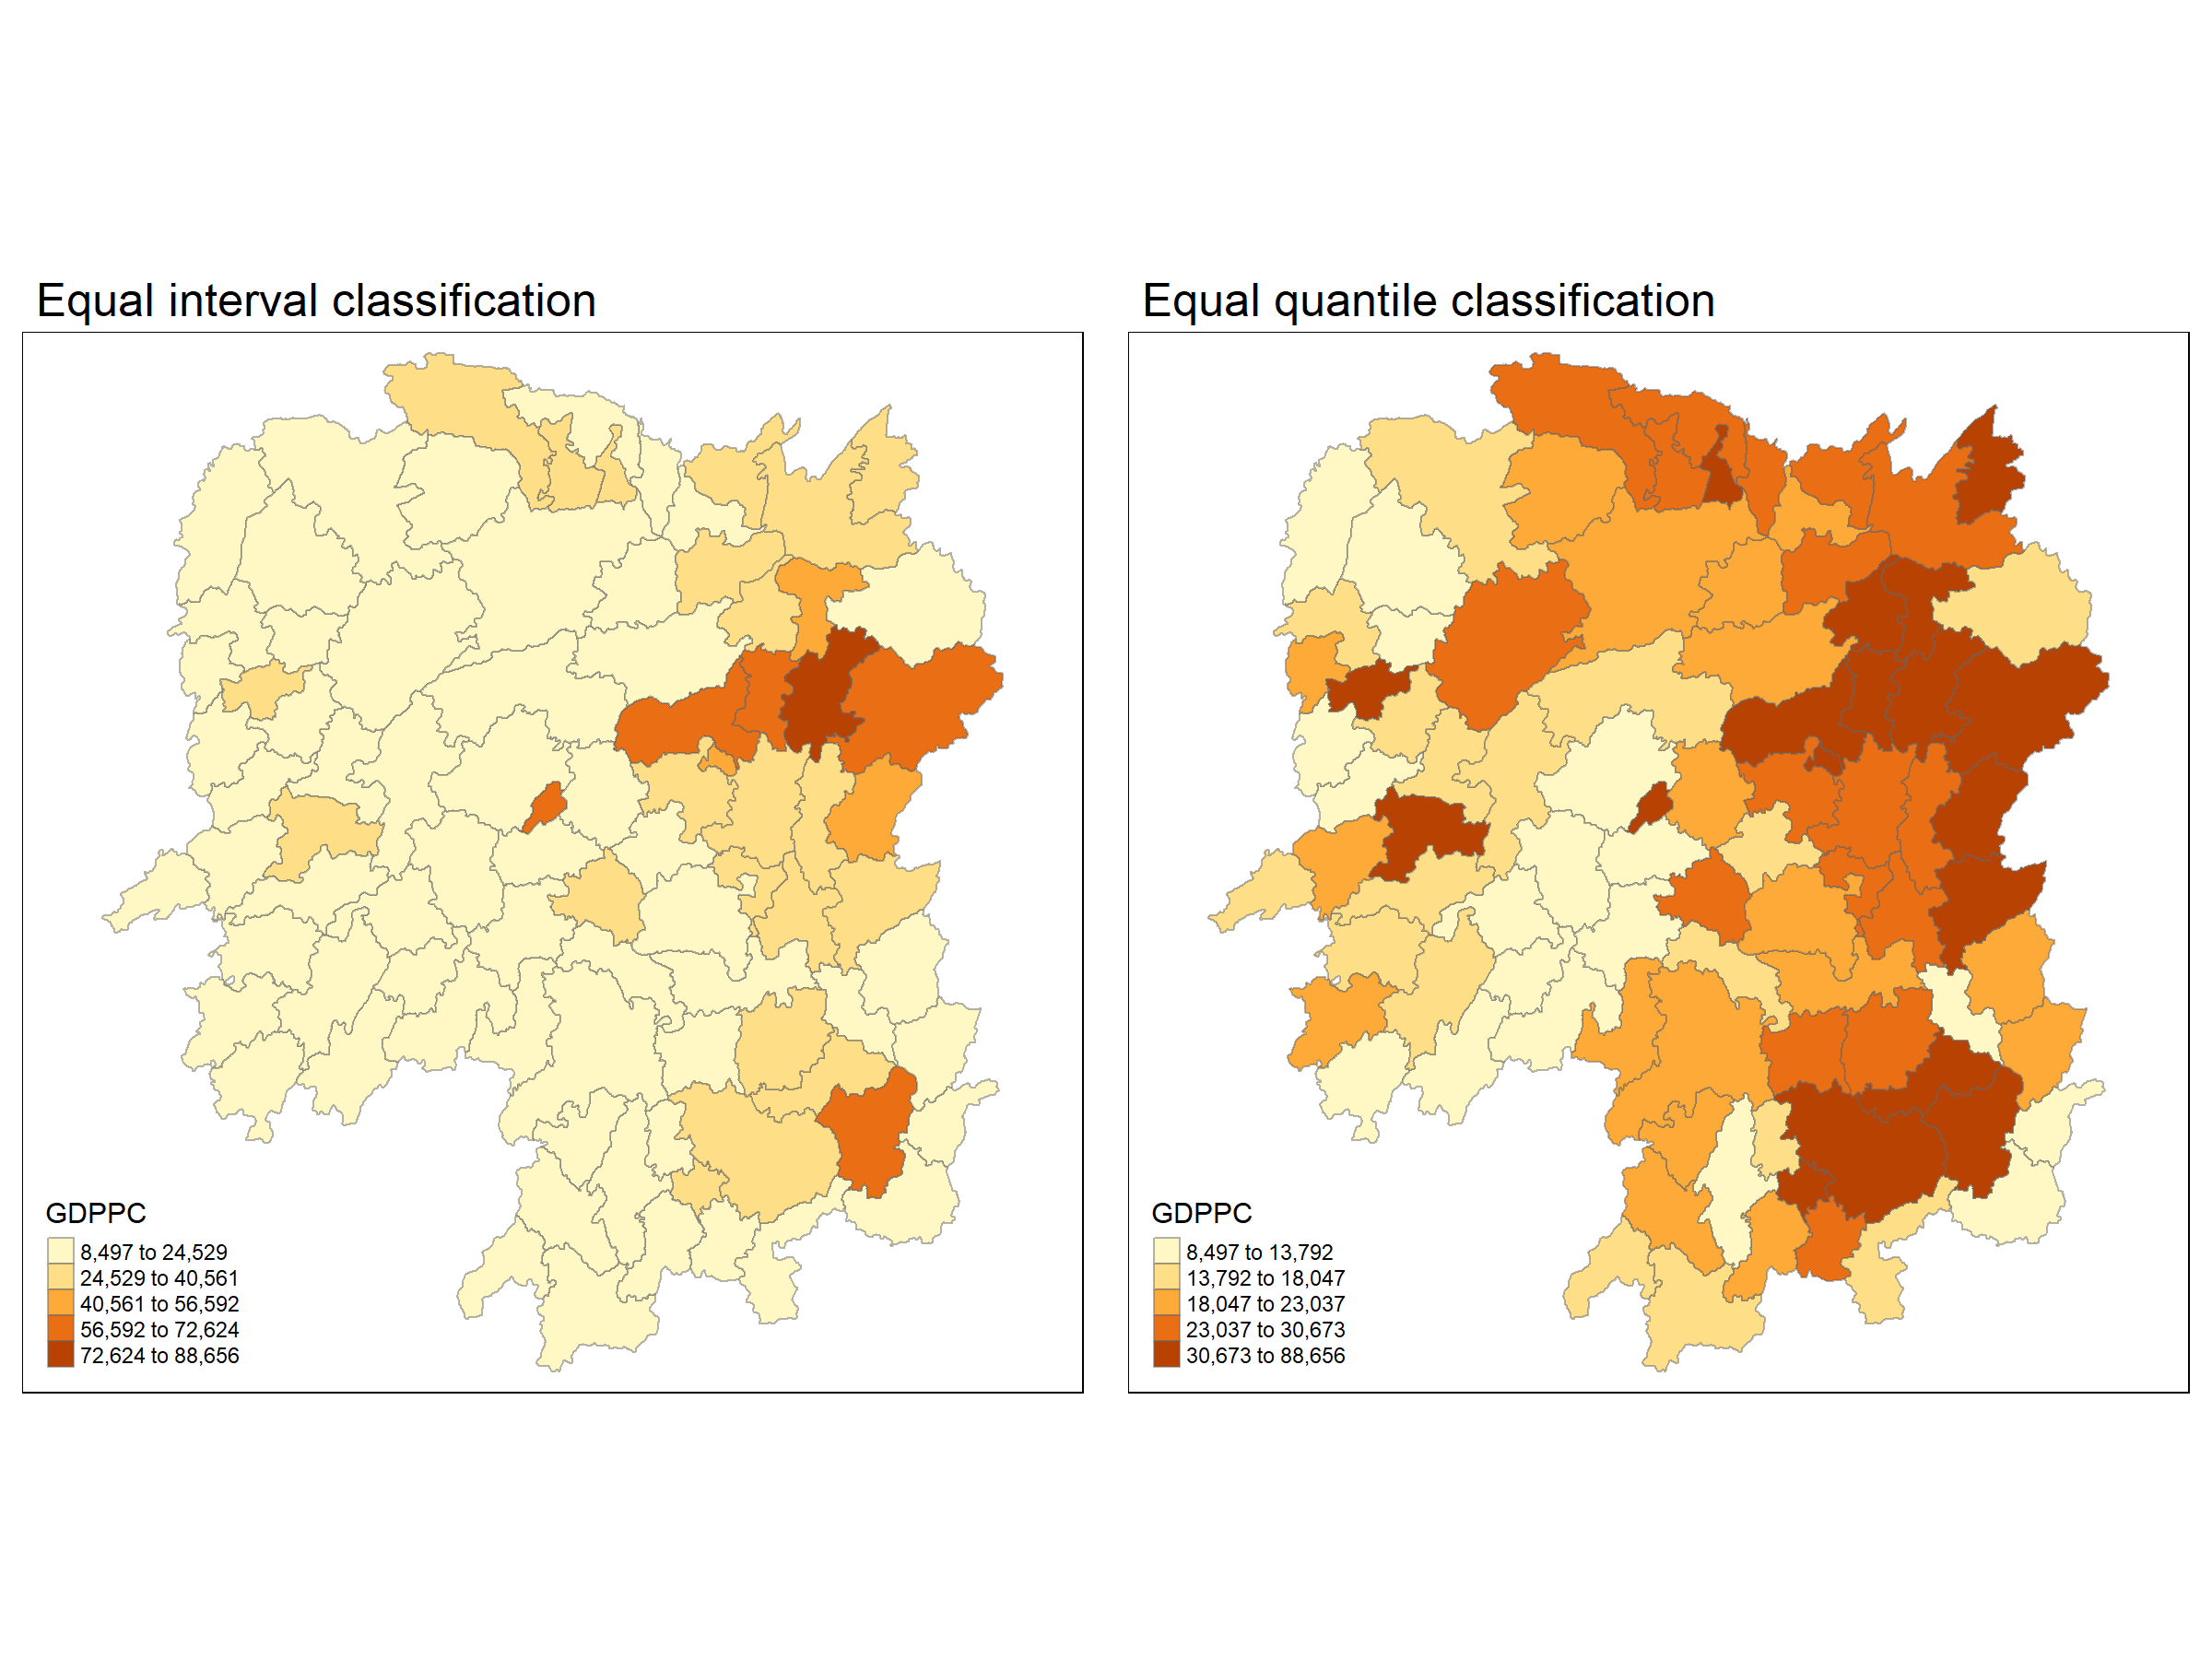 Equal interval classification
GDPPC
8,497 to 24,529
24,529 to 40,561
40,561 to 56,592
56,592 to 72,624
72,624 to 88,656
Equal quantile classification
GDPPC
8,497 to 13,792
13,792 to 18,047
18,047 to 23,037
23,037 to 30,673
30,673 to 88,656